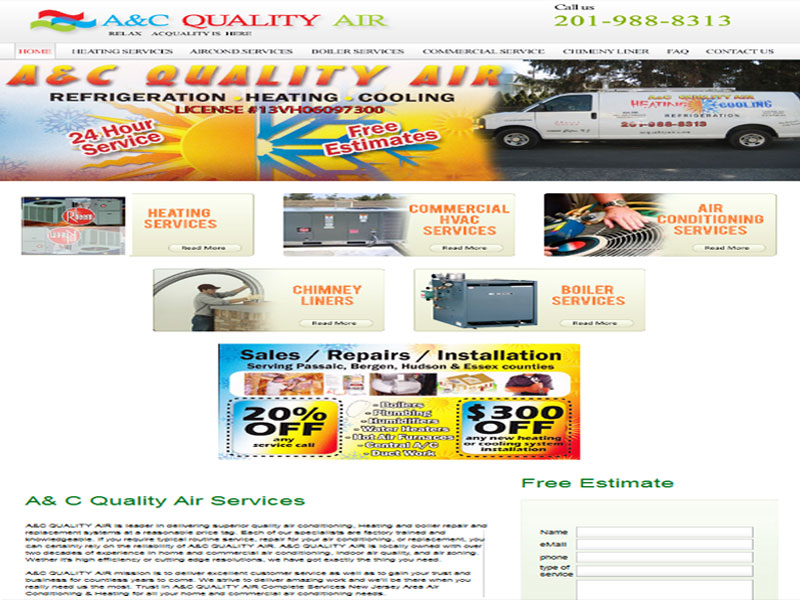 A&C QUALITY AIR
RELAX ACQUALITY IS HERE
Call us
201-988-8313
HOME HEATING SERVICES AIRCOND SERVICES BOILER SERVICES COMMERCIAL SERVICE CHIMENY LINER FAQ CONTACT US
A&C QUALITY AIR
REFRIGERATION HEATING COOLING
LICENSE #13VH06097300
24 Hour
Service
Free
Estimates
A&C QUALITY AIR
HEATING COOLING
REFRIGERATION
201-988-8313
Rheem
HEATING
SERVICES
Read More
COMMERCIAL
HVAC
SERVICES
Read More
AIR
CONDITIONING
SERVICES
Read More
CHIMNEY
LINERS
Read More
BOILER
SERVICES
Read More
Sales / Repairs / Installation
Serving Passaic, Bergen, Hudson & Essex counties
20%
OFF
any
service call
- Boilers
- Plumbing
- Humidifiers
- Water Heaters
- Hot Air Furnaces
- Central A/C
- Duct Work
$300
OFF
any new heating
or cooling system
installation
A& C Quality Air Services
A&C QUALITY AIR is leader in delivering superior quality air conditioning, Heating and boiler repair and
replacement systems at a reasonable price tag. Each of our specialists are factory trained and
knowledgeable. If you require typical routine service, repair for your air conditioning, or replacement, you
can certainly rely on the reliability of A&C QUALITY AIR. A&C QUALITY AIR is locally owned with over
two decades of experience in home and commercial air conditioning, indoor air quality, and air zoning.
Wether it's high efficiency or cutting edge resolutions, we have got exactly the thing you need.
A&C QUALITY AIR mission is to deliver excellent customer service as well as to gain your trust and
business for countless years to come. We strive to deliver amazing work and we'll be there when you
really need us the most. Trust in A&C QUALITY AIR Complete Services New Jersey Area Air
Conditioning & Heating for all your home and commercial air conditioning needs.
Free Estimate
Name
eMail
phone
type of
service